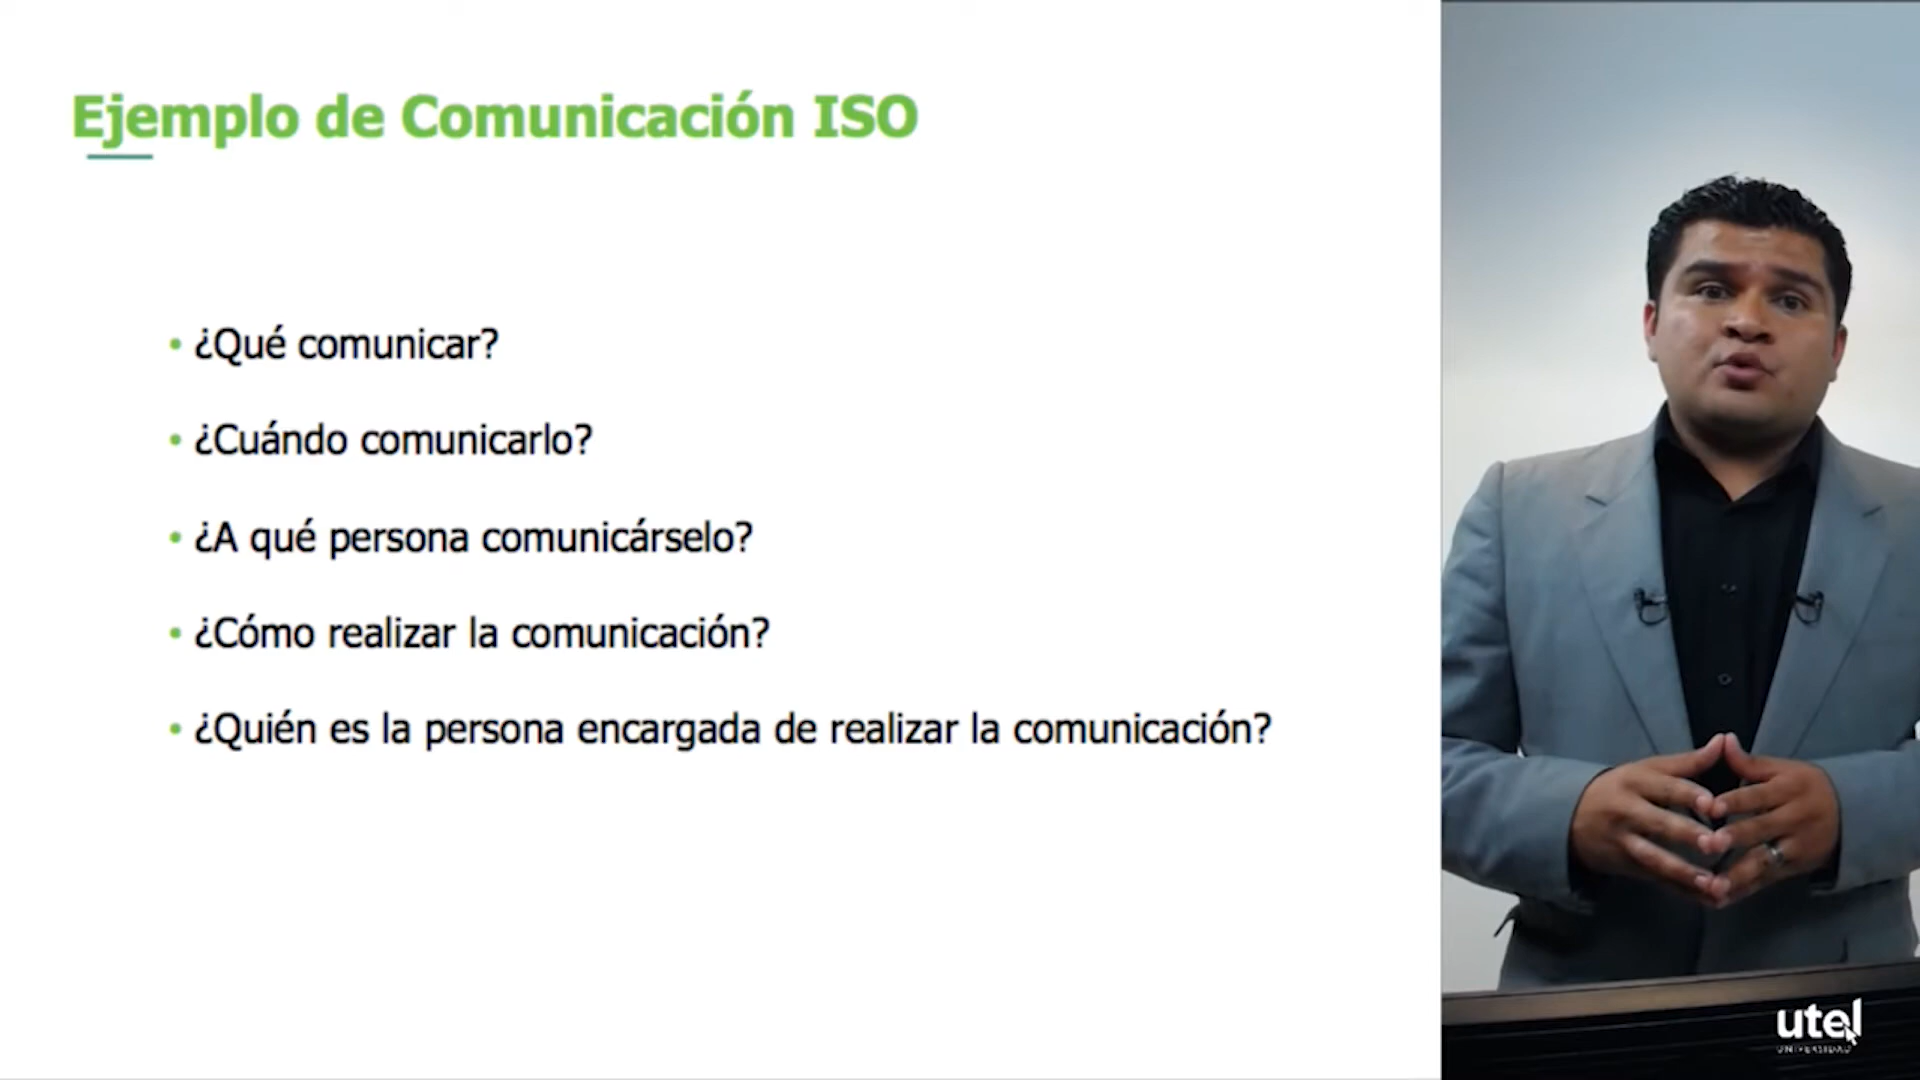 Ejemplo de Comunicación ISO
• ¿Qué comunicar?
• ¿Cuándo comunicarlo?
• ¿A qué persona comunicárselo?
• ¿Cómo realizar la comunicación?
• ¿Quién es la persona encargada de realizar la comunicación?
utel
UNIVERSIDAD